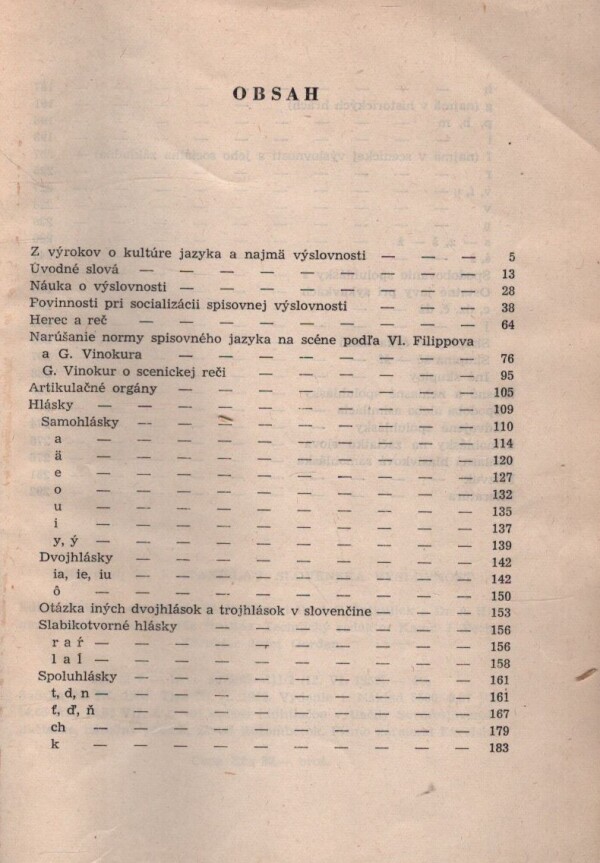 OBSAH
Z výrokov o kultúre jazyka a najmä výslovnosti — — — — 5
Úvodné slová — — — — — — — — — — — 13
Náuka o výslovnosti — — — — — — — — — 28
Povinnosti pri socializácii spisovnej výslovnosti — — — — 38
Herec a reč — — — — — — — — — — — 64
Narúšanie normy spisovného jazyka na scéne podľa Vl. Filippova
a G. Vinokura — — — — — — — — — — 76
G. Vinokur o scenickej reči — — — — — — — 95
Artikulačné orgány — — — — — — — — — 105
Hlásky — — — — — — — — — — — 109
Samohlásky — — — — — — — — — — 110
a — — — — — — — — — — — 114
ä — — — — — — — — — — — 120
e — — — — — — — — — — — 127
o — — — — — — — — — — — 132
u — — — — — — — — — — — 135
i — — — — — — — — — — — 137
y, ý — — — — — — — — — — — 139
Dvojhlásky — — — — — — — — — — 142
ia, ie, iu — — — — — — — — — — 142
ô — — — — — — — — — — — 150
Otázka iných dvojhlások a trojhlások v slovenčine — — — 153
Slabikotvorné hlásky — — — — — — — — 156
r a ŕ — — — — — — — — — — — 156
l a ĺ — — — — — — — — — — — 158
Spoluhlásky — — — — — — — — — — 161
t, d, n — — — — — — — — — — — 161
ť, ď, ň — — — — — — — — — — 167
ch — — — — — — — — — — — 179
k — — — — — — — — — — — 183